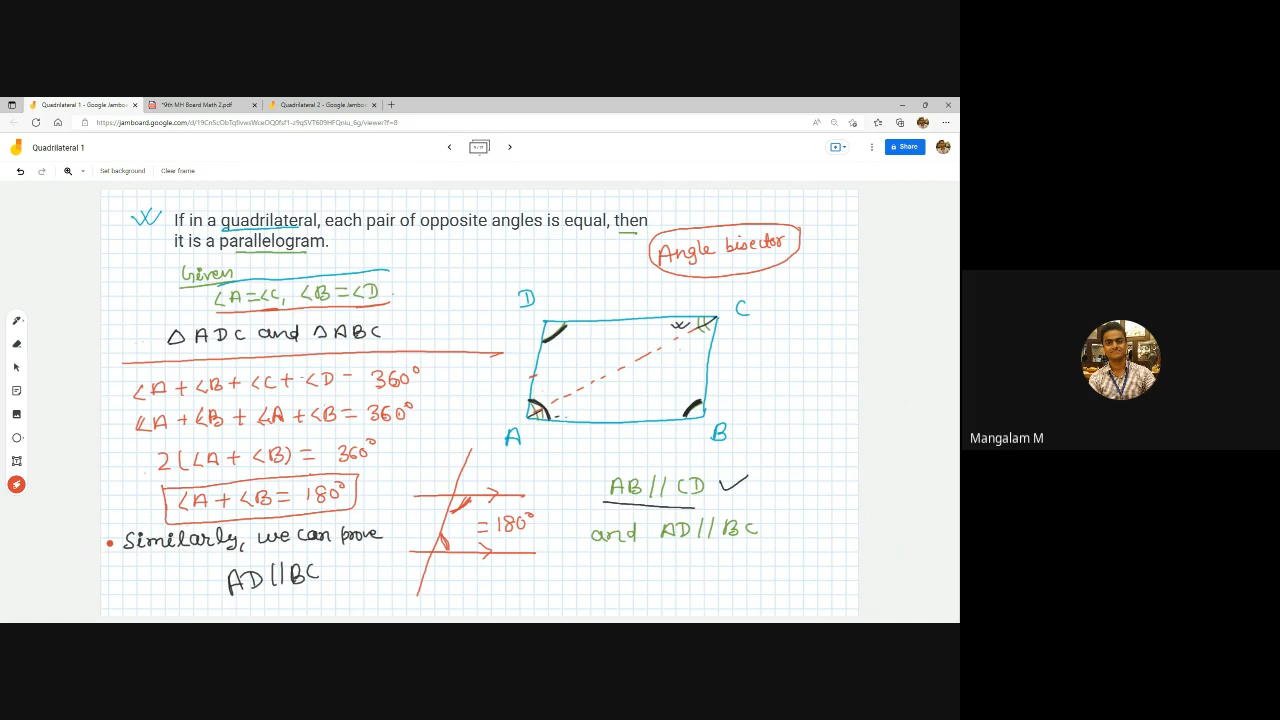 Quadrilateral 1 - Google Jambo
*9th MH Board Math 2.pdf
Quadrilateral 2 - Google Jambo
Quadrilateral 1
Share
Set background
Clear frame
If in a quadrilateral, each pair of opposite angles is equal, then
it is a parallelogram.
Angle bisector
Given
∠A = ∠C, ∠B = ∠D
△ ADC and △ ABC
∠A + ∠B + ∠C + ∠D = 360°
∠A + ∠B + ∠A + ∠B = 360°
2(∠A + ∠B) = 360°
∠A + ∠B = 180°
Similarly, we can prove
AD || BC
D
C
A
B
= 180°
AB // CD ✓
and AD // BC
Mangalam M